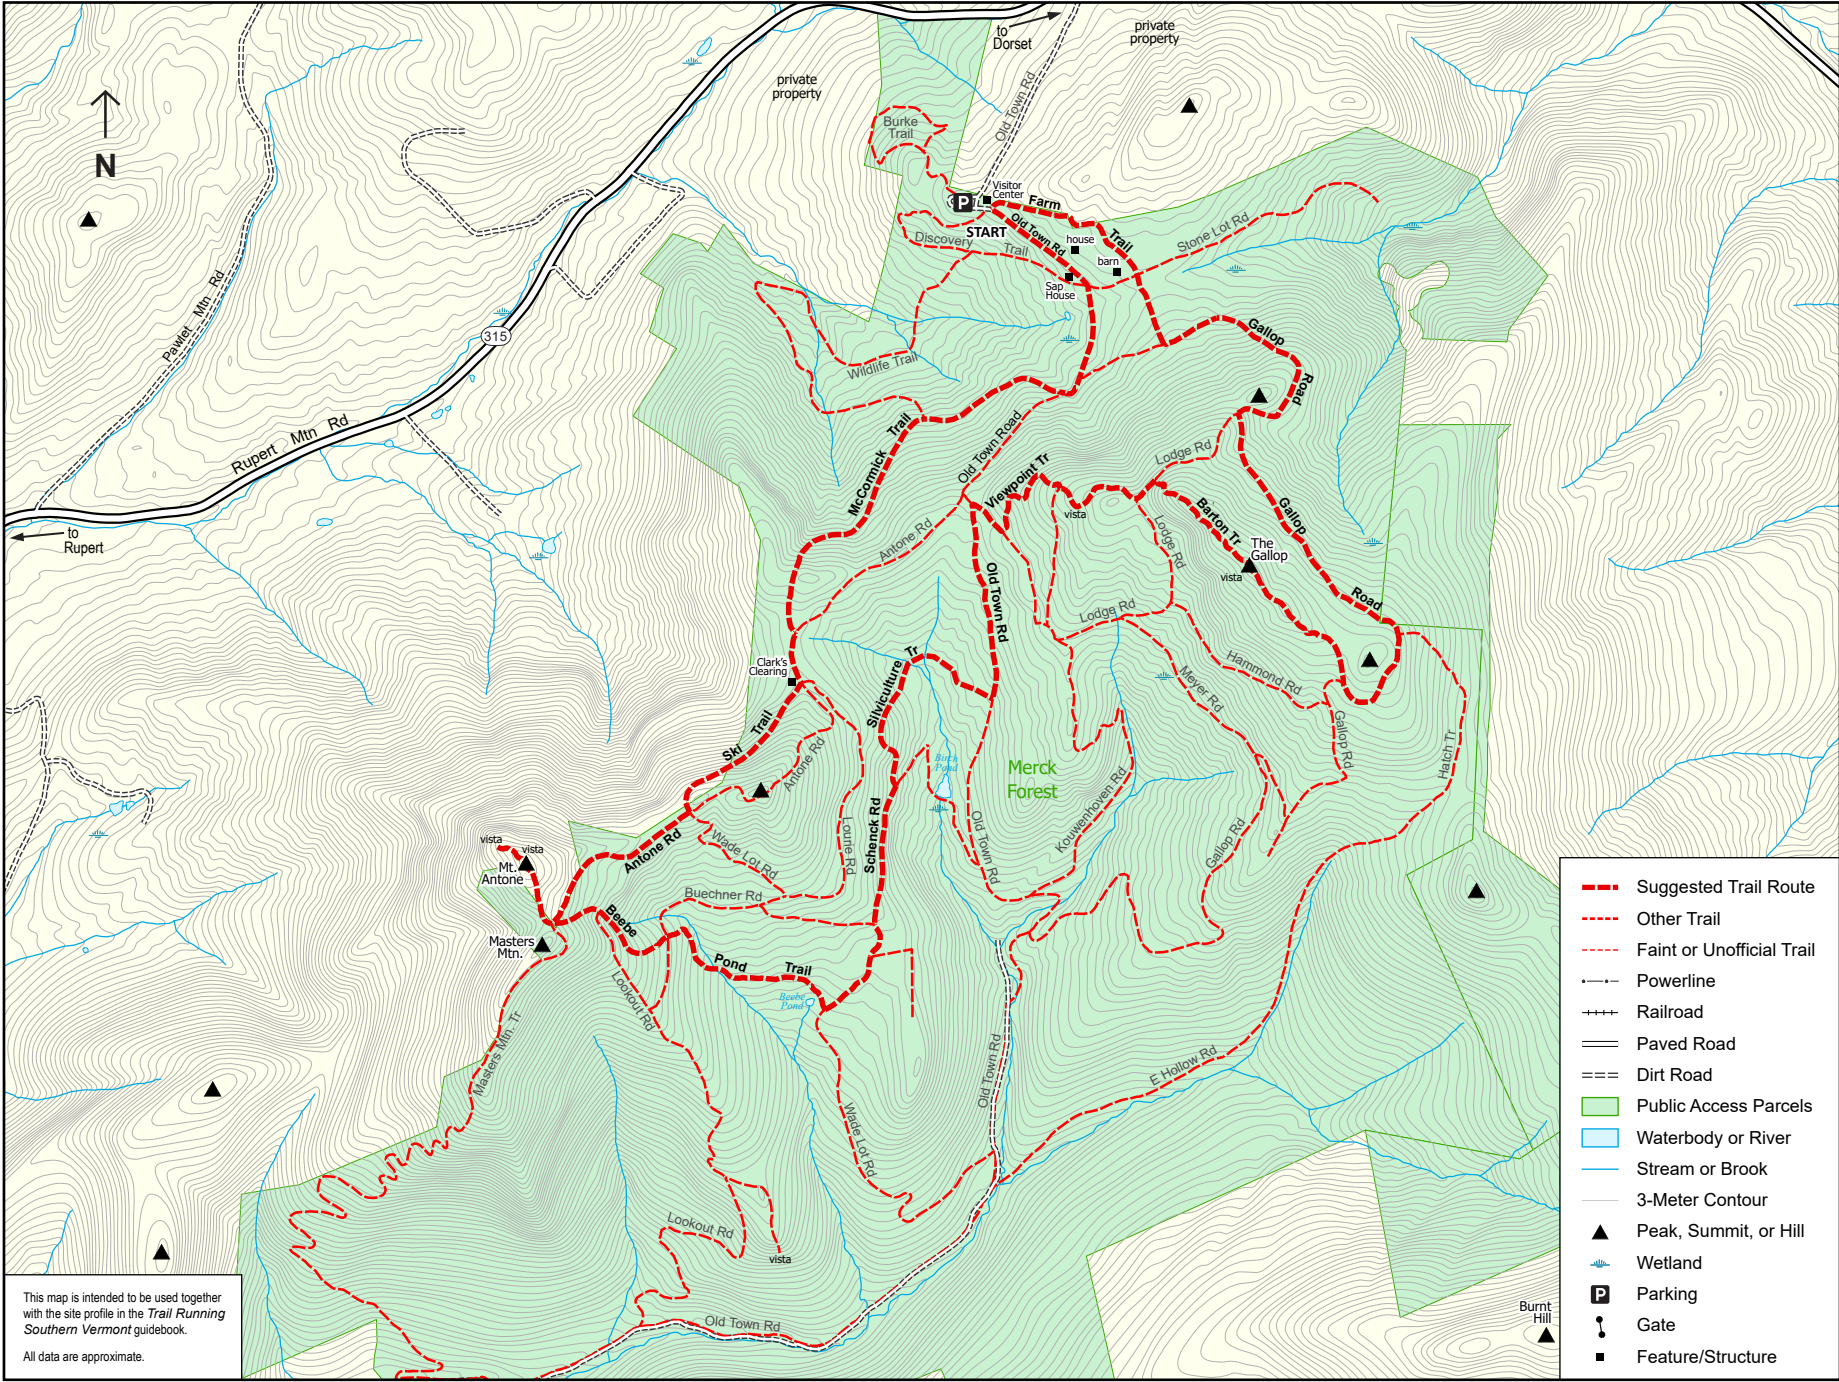 to
Dorset
private
property
private
property
Old Town Rd
Burke
Trail
N
Visitor
Center
P
START
Farm
Trail
Old Town Rd
house
barn
Sap
House
Discovery
Trail
Stone Lot Rd
Pawlet Mtn Rd
315
Rupert Mtn Rd
to
Rupert
Wildlife Trail
Gallop
Road
McCormick Trail
Old Town Road
Viewpoint Tr
vista
Lodge Rd
Antone Rd
Lodge Rd
Barton Tr
Gallop
Road
The
Gallop
vista
Old Town Rd
Lodge Rd
Clark's
Clearing
Silviculture Tr
Hammond Rd
Meyer Rd
Gallop Rd
Hatch Tr
Ski Trail
Antone Rd
Birch
Pond
Merck
Forest
Kouwenhoven Rd
Lourie Rd
Schenck Rd
Old Town Rd
Gallop Rd
Wade Lot Rd
Antone Rd
vista
vista
Mt.
Antone
Buechner Rd
Beebe
Pond
Trail
Masters
Mtn.
Lookout Rd
Beebe
Pond
Masters Mtn. Tr
Old Town Rd
E Hollow Rd
Wade Lot Rd
Lookout Rd
vista
Old Town Rd
Burnt
Hill
Suggested Trail Route
Other Trail
Faint or Unofficial Trail
Powerline
Railroad
Paved Road
Dirt Road
Public Access Parcels
Waterbody or River
Stream or Brook
3-Meter Contour
Peak, Summit, or Hill
Wetland
P Parking
Gate
Feature/Structure
This map is intended to be used together
with the site profile in the Trail Running
Southern Vermont guidebook.
All data are approximate.